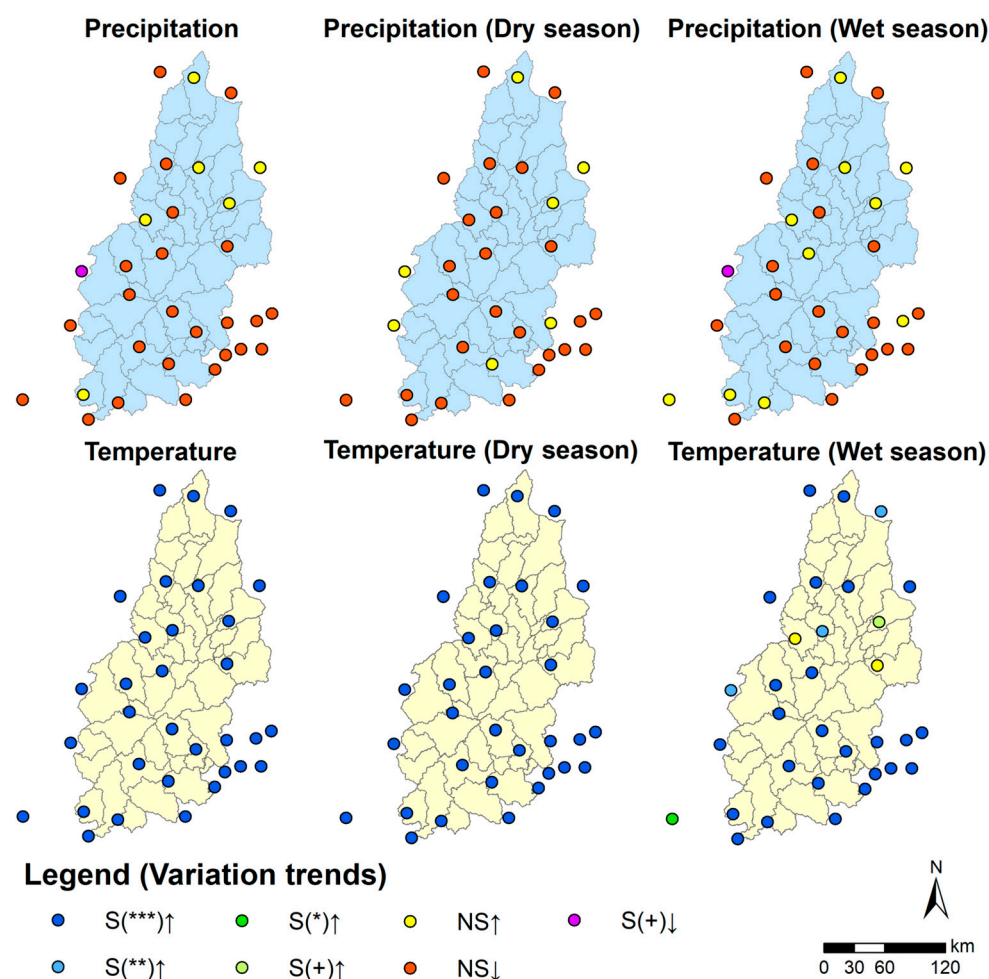 Precipitation
Precipitation (Dry season)
Precipitation (Wet season)
Temperature
Temperature (Dry season)
Temperature (Wet season)
Legend (Variation trends)
S(***)↑
S(*)↑
NS↑
S(+)↓
S(**)↑
S(+)↑
NS↓
N
km
0 30 60 120